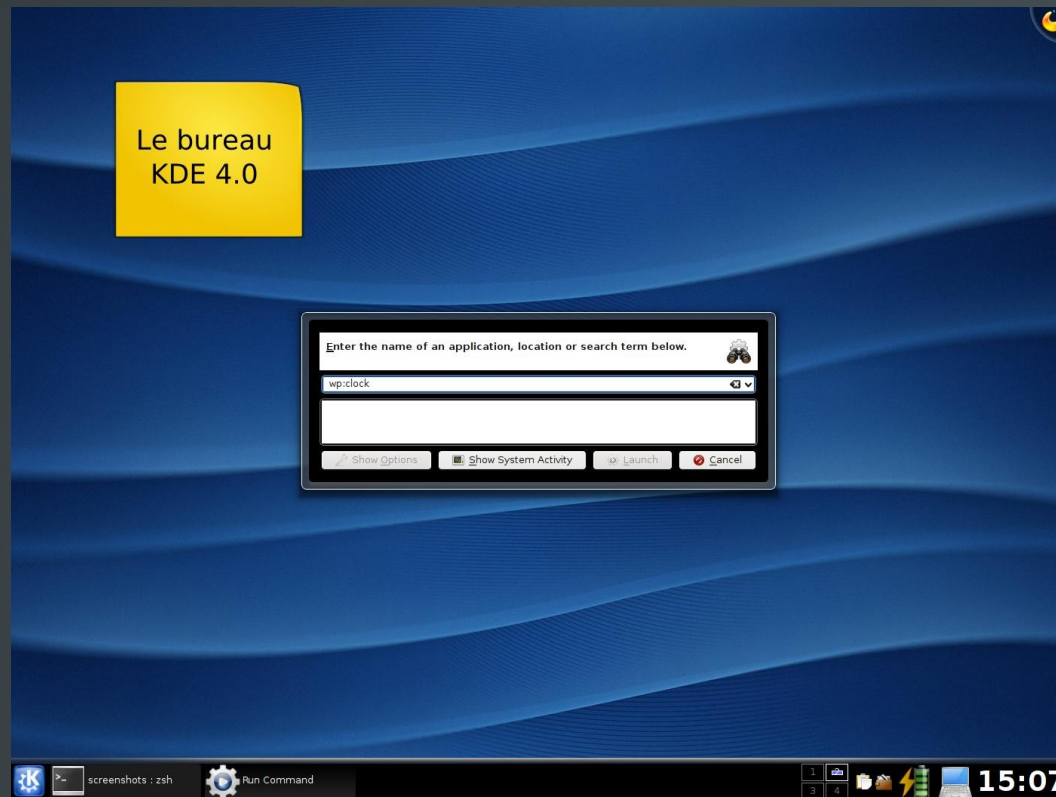 Le bureau
KDE 4.0
Enter the name of an application, location or search term below.
wp:clock
Show Options
Show System Activity
Launch
Cancel
screenshots : zsh
Run Command
1
3
4
15:07